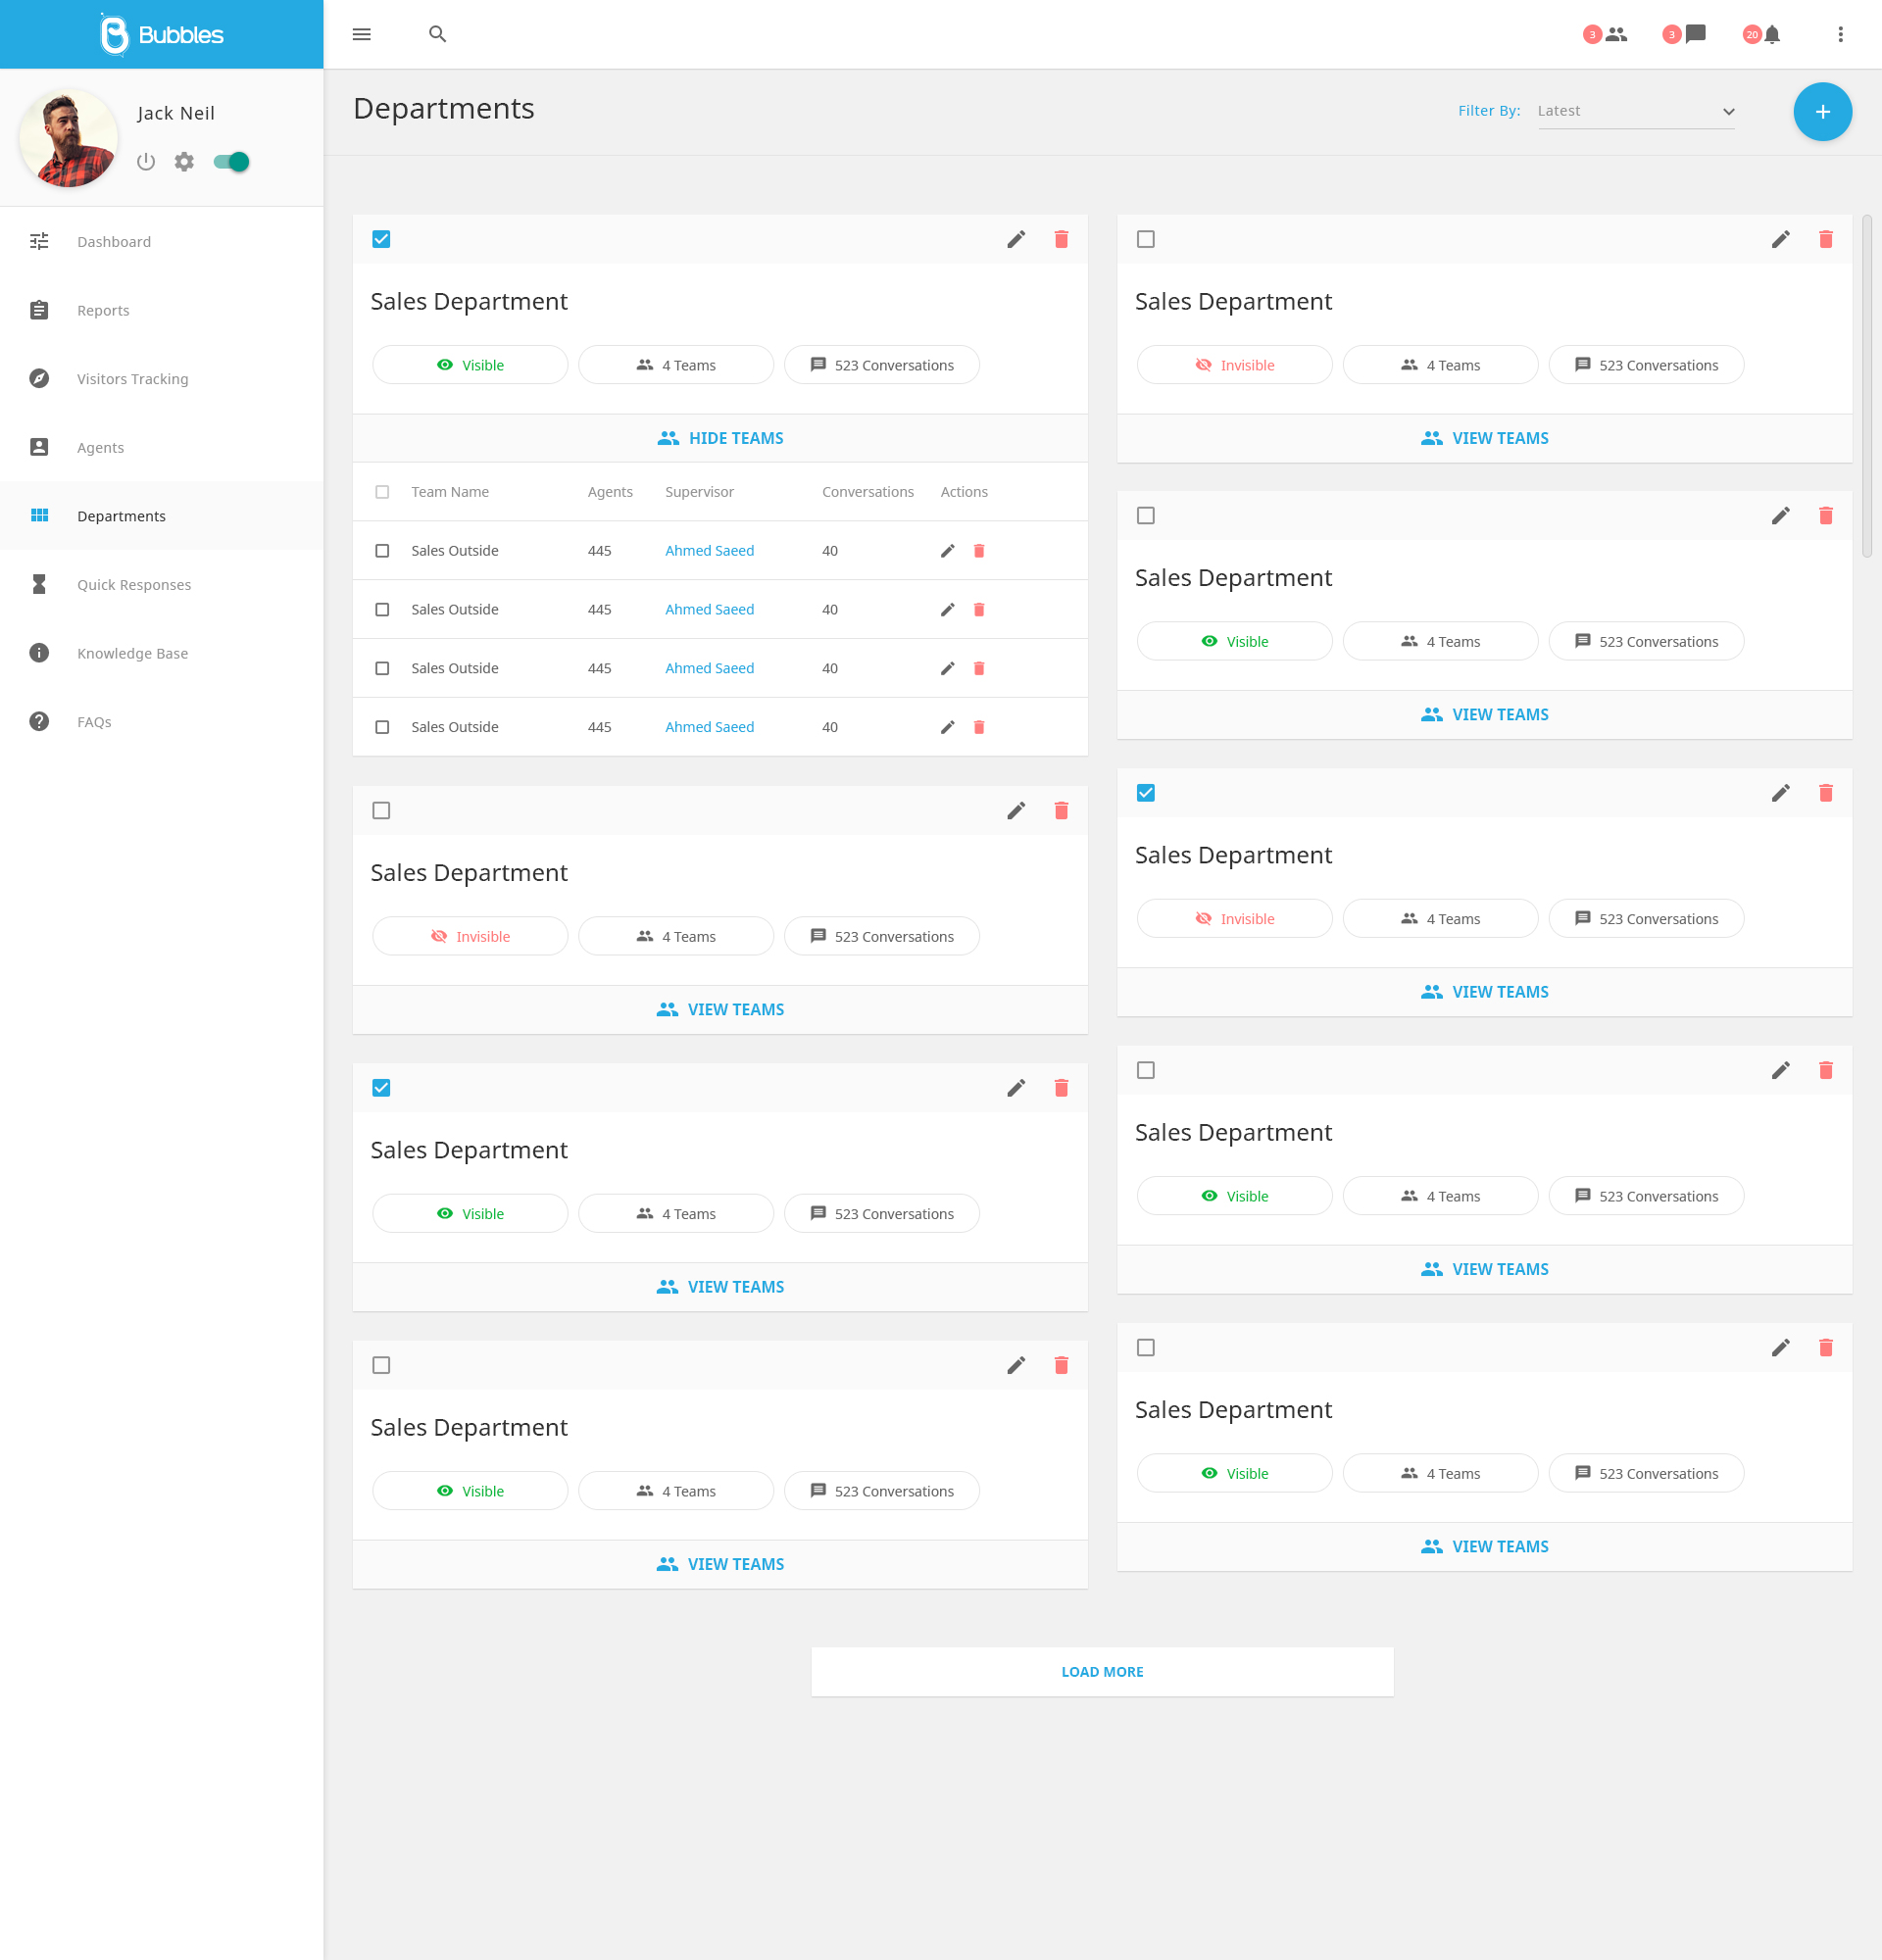 Bubbles
3
3
20
Jack Neil
Dashboard
Reports
Visitors Tracking
Agents
Departments
Quick Responses
Knowledge Base
FAQs
Departments
Filter By: Latest
Sales Department
Visible 4 Teams 523 Conversations
HIDE TEAMS
Team Name Agents Supervisor Conversations Actions
Sales Outside 445 Ahmed Saeed 40
Sales Outside 445 Ahmed Saeed 40
Sales Outside 445 Ahmed Saeed 40
Sales Outside 445 Ahmed Saeed 40
Sales Department
Invisible 4 Teams 523 Conversations
VIEW TEAMS
Sales Department
Visible 4 Teams 523 Conversations
VIEW TEAMS
Sales Department
Visible 4 Teams 523 Conversations
VIEW TEAMS
Sales Department
Invisible 4 Teams 523 Conversations
VIEW TEAMS
Sales Department
Visible 4 Teams 523 Conversations
VIEW TEAMS
Sales Department
Invisible 4 Teams 523 Conversations
VIEW TEAMS
Sales Department
Visible 4 Teams 523 Conversations
VIEW TEAMS
Sales Department
Visible 4 Teams 523 Conversations
VIEW TEAMS
LOAD MORE